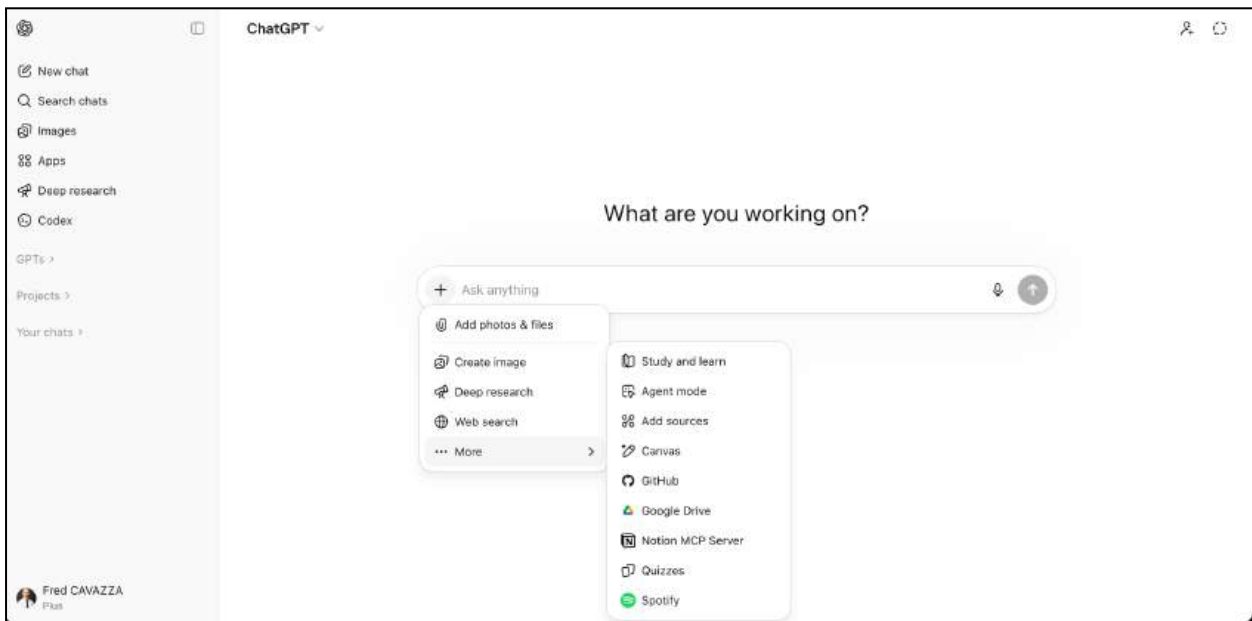 ChatGPT
New chat
Search chats
Images
Apps
Deep research
Codex
GPTs
Projects
Your chats
What are you working on?
Ask anything
Add photos & files
Create image
Deep research
Web search
More
Study and learn
Agent mode
Add sources
Canvas
GitHub
Google Drive
Notion MCP Server
Quizzes
Spotify
Fred CAVAZZA
Plus